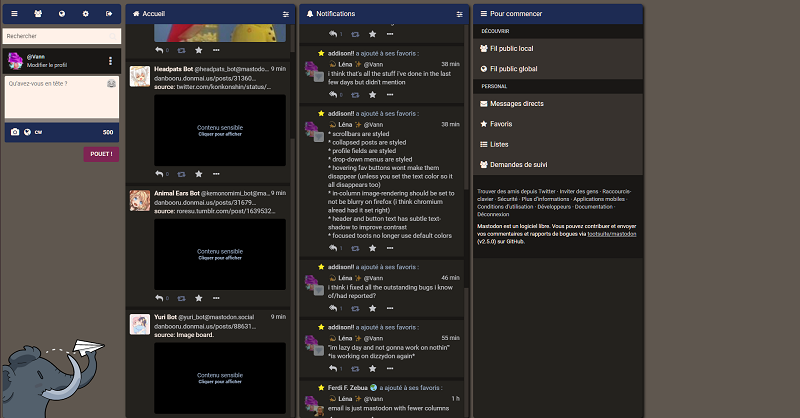 Rechercher
@Vann
Modifier le profil
Qu'avez-vous en tête ?
CW
500
POUET !
Accueil
0
Headpats Bot @headpats_bot@mastodo... 9 min
danbooru.donmai.us/posts/31360...
source: twitter.com/konkonshin/status/...
Contenu sensible
Cliquer pour afficher
0
Animal Ears Bot @kemonomimi_bot@ma... 9 min
danbooru.donmai.us/posts/31679...
source: roresu.tumblr.com/post/1639532...
Contenu sensible
Cliquer pour afficher
0
Yuri Bot @yuri_bot@mastodon.social 9 min
danbooru.donmai.us/posts/88631...
source: Image board.
Contenu sensible
Cliquer pour afficher
Notifications
1
addison!! a ajouté à ses favoris :
Léna @Vann 38 min
i think that's all the stuff i've done in the last
few days but didn't mention
0
addison!! a ajouté à ses favoris :
Léna @Vann 38 min
* scrollbars are styled
* collapsed posts are styled
* profile fields are styled
* drop-down menus are styled
* hovering fav buttons wont make them
disappear (unless you set the text color so it
all disappears too)
* in-column image-rendering should be set to
not be blurry on firefox (i think chromium
alread had it set right)
* header and button text has subtle text-
shadow to improve contrast
* focused toots no longer use default colors
1
addison!! a ajouté à ses favoris :
Léna @Vann 46 min
i think i fixed all the outstanding bugs i know
of/had reported?
1
addison!! a ajouté à ses favoris :
Léna @Vann 55 min
"im lazy day and not gonna work on nothin"
*is working on dizzydon again*
1
Ferdi F. Zebua a ajouté à ses favoris :
Léna @Vann 1 h
email is just mastodon with fewer columns
Pour commencer
DÉCOUVRIR
Fil public local
Fil public global
PERSONAL
Messages directs
Favoris
Listes
Demandes de suivi
Trouver des amis depuis Twitter · Inviter des gens · Raccourcis-
clavier · Sécurité · Plus d'informations · Applications mobiles ·
Conditions d'utilisation · Développeurs · Documentation ·
Déconnexion
Mastodon est un logiciel libre. Vous pouvez contribuer et envoyer
vos commentaires et rapports de bogues via tootsuite/mastodon
(v2.5.0) sur GitHub.